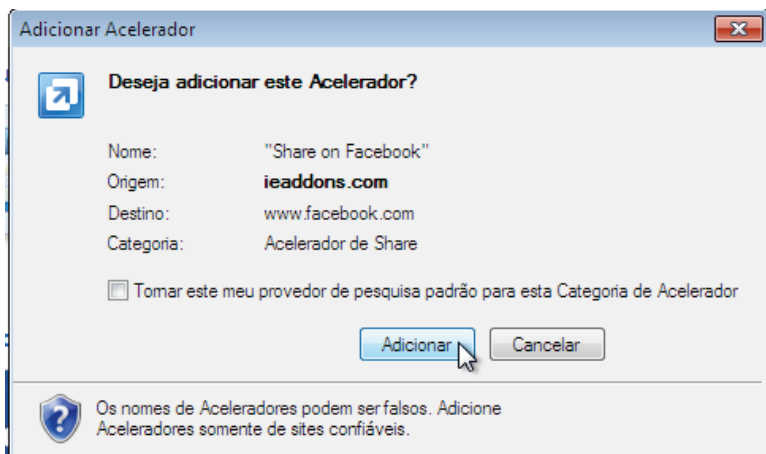 Adicionar Acelerador
Deseja adicionar este Acelerador?
Nome: "Share on Facebook"
Origem: ieaddons.com
Destino: www.facebook.com
Categoria: Acelerador de Share
Tornar este meu provedor de pesquisa padrão para esta Categoria de Acelerador
Adicionar Cancelar
Os nomes de Aceleradores podem ser falsos. Adicione
Aceleradores somente de sites confiáveis.